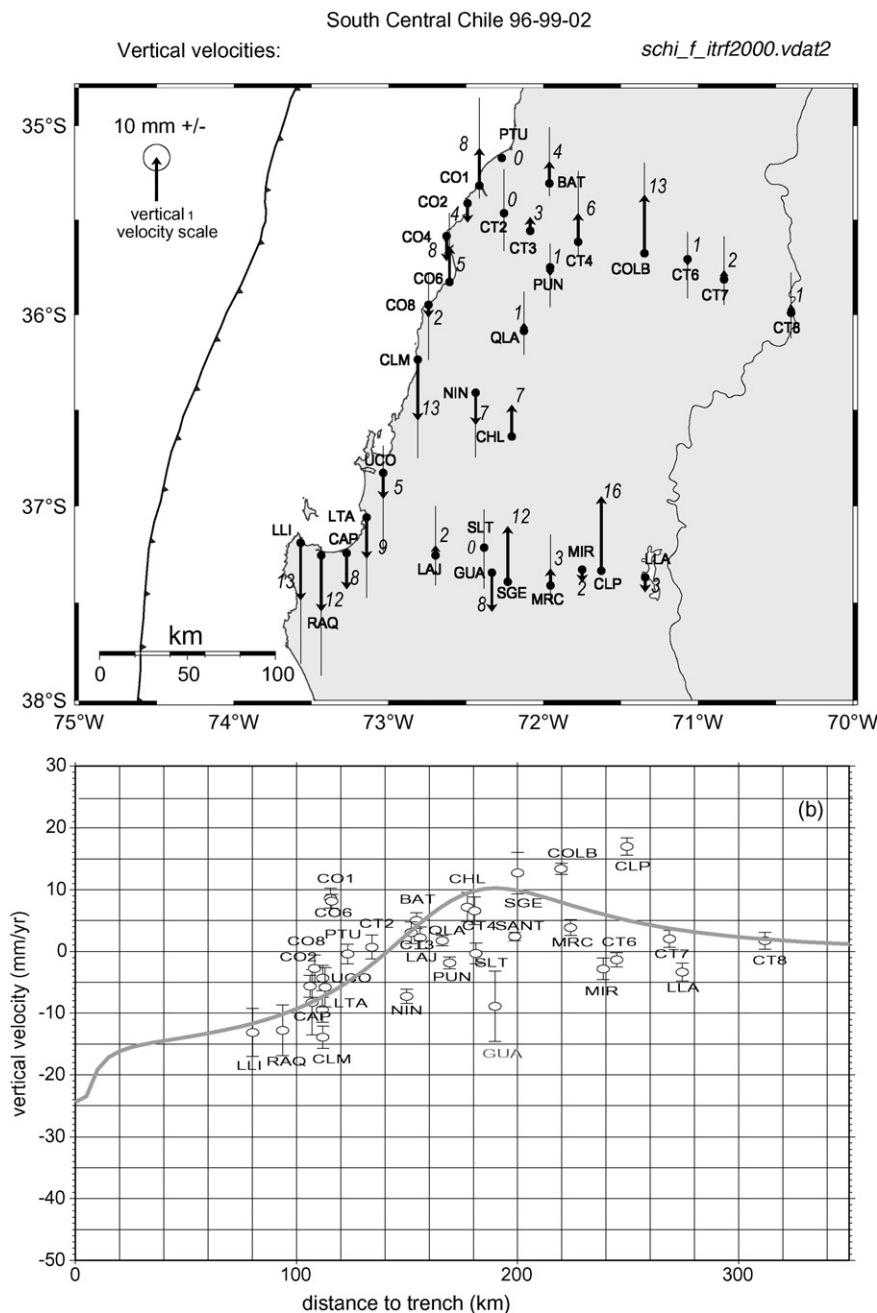 South Central Chile 96-99-02
Vertical velocities: schi_f_itrf2000.vdat2
35°S
10 mm +/-
vertical 1
velocity scale
8
PTU
0
4
CO1
BAT
13
CO2
4
0
CT2
3
CT3
6
CT4
CO4
8
5
CO6
1
PUN
COLB
1
CT6
2
CT7
36°S
CO8
2
1
QLA
1
CT8
CLM
13
NIN
7
7
CHL
UCO
5
37°S
16
LLI
LTA
CAP
9
2
LAJ
SLT
0
12
GUA
SGE
8
3
MRC
MIR
2
CLP
LLA
3
13
12
8
RAQ
km
0 50 100
38°S
75°W 74°W 73°W 72°W 71°W 70°W
30
(b)
20
COLB
CLP
CO1
CHL
10
CO6
BAT
SGE
PTU
CT2
QLA
CT4
SANT
CO8
CT3
MRC
CT6
0
CO2
LAJ
CT7
CT8
UCO
PUN
SLT
MIR
LLA
LTA
NIN
-10
CAP
LLI
RAQ
CLM
GUA
-20
-30
-40
-50
vertical velocity (mm/yr)
0 100 200 300
distance to trench (km)